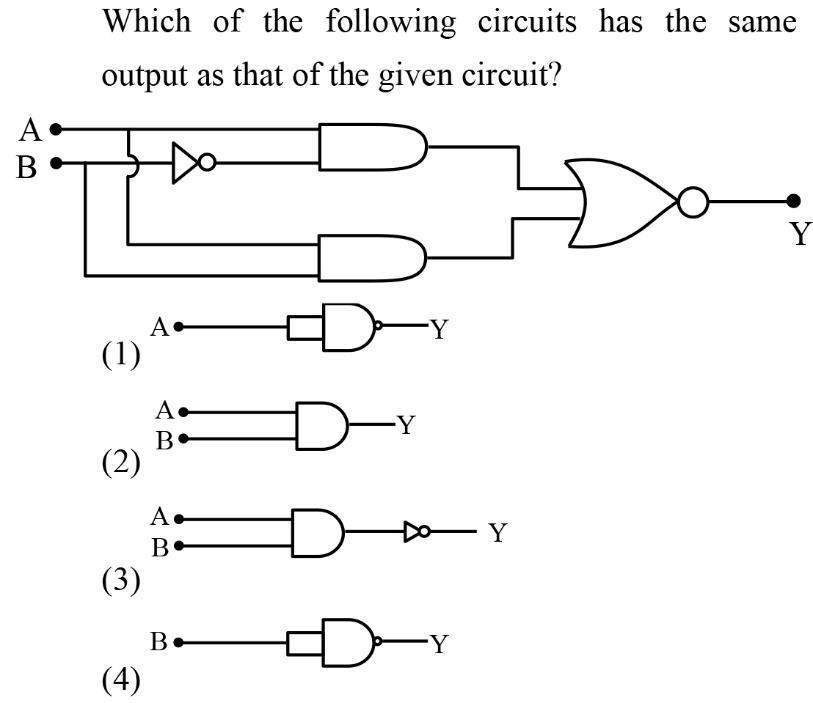 Which of the following circuits has the same
output as that of the given circuit?
A
B
Y
A
Y
(1)
A
B
Y
(2)
A
B
Y
(3)
B
Y
(4)